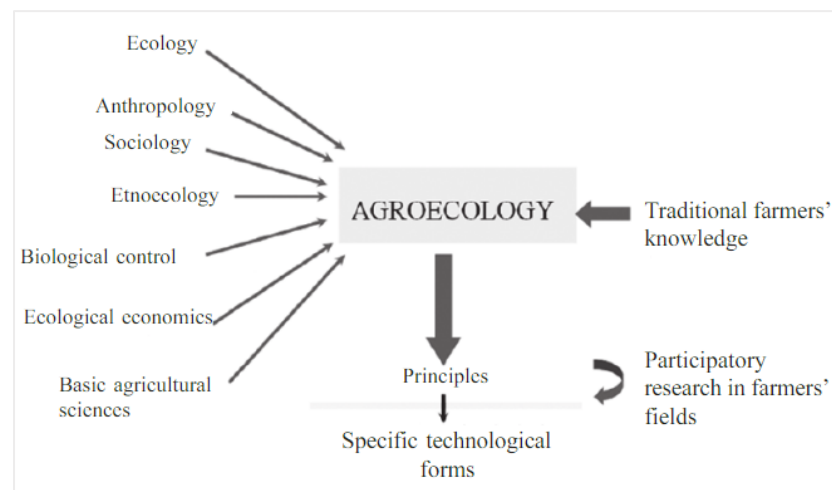 Ecology
Anthropology
Sociology
Etnoecology
Biological control
Ecological economics
Basic agricultural
sciences
AGROECOLOGY
Traditional farmers’
knowledge
Principles
Participatory
research in farmers’
fields
Specific technological
forms